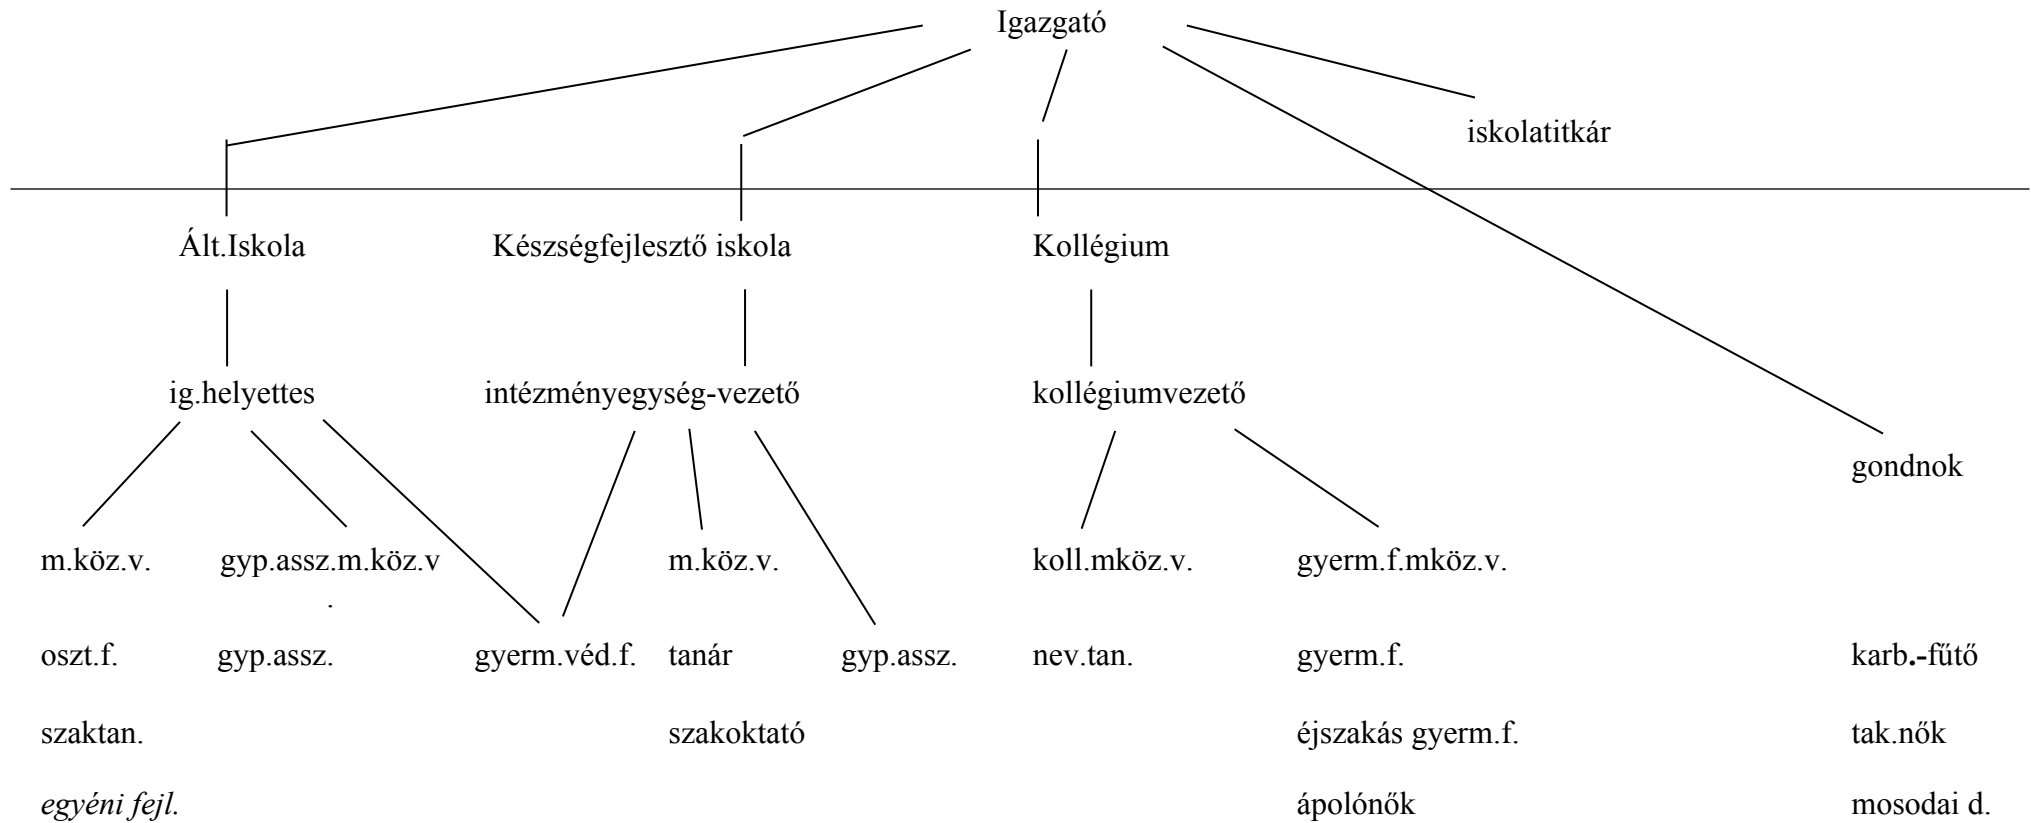 Igazgató
iskolatitkár
Ált.Iskola Készségfejlesztő iskola Kollégium
ig.helyettes intézményegység-vezető kollégiumvezető
gondnok
m.köz.v. gyp.assz.m.köz.v m.köz.v. koll.mköz.v. gyerm.f.mköz.v.
.
oszt.f. gyp.assz. gyerm.véd.f. tanár gyp.assz. nev.tan. gyerm.f. karb.-fűtő
szaktan. szakoktató éjszakás gyerm.f. tak.nők
egyéni fejl. ápolónők mosodai d.